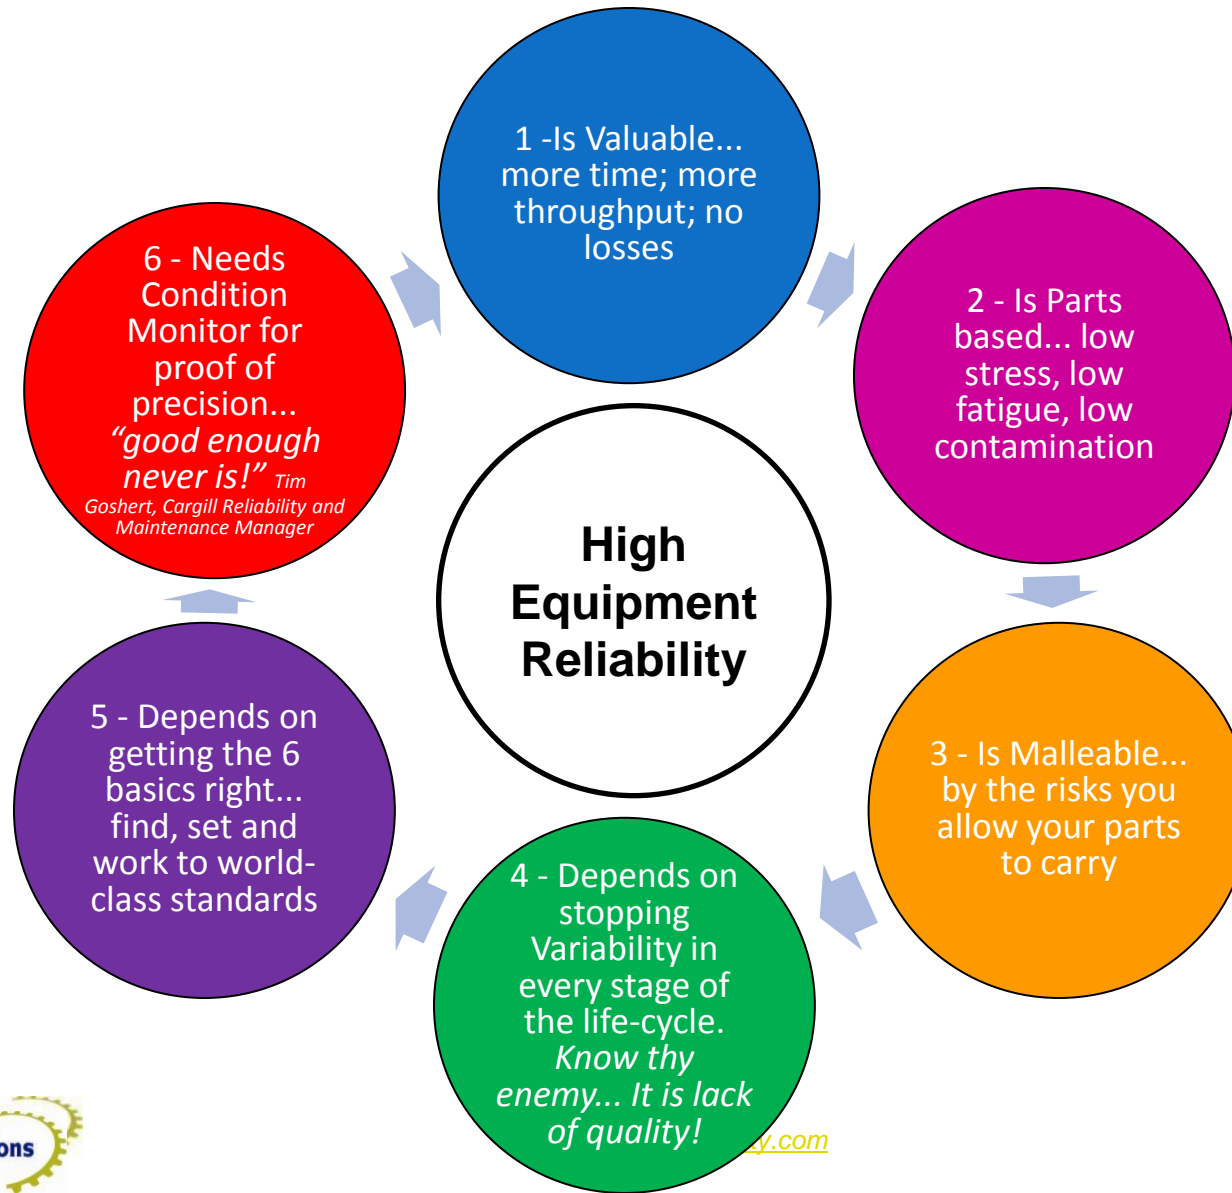 1 -Is Valuable...
more time; more
throughput; no
losses
2 - Is Parts
based... low
stress, low
fatigue, low
contamination
3 - Is Malleable...
by the risks you
allow your parts
to carry
4 - Depends on
stopping
Variability in
every stage of
the life-cycle.
Know thy
enemy... It is lack
of quality!
5 - Depends on
getting the 6
basics right...
find, set and
work to world-
class standards
6 - Needs
Condition
Monitor for
proof of
precision...
“good enough
never is!” Tim
Goshert, Cargill Reliability and
Maintenance Manager
High
Equipment
Reliability
ons
y.com